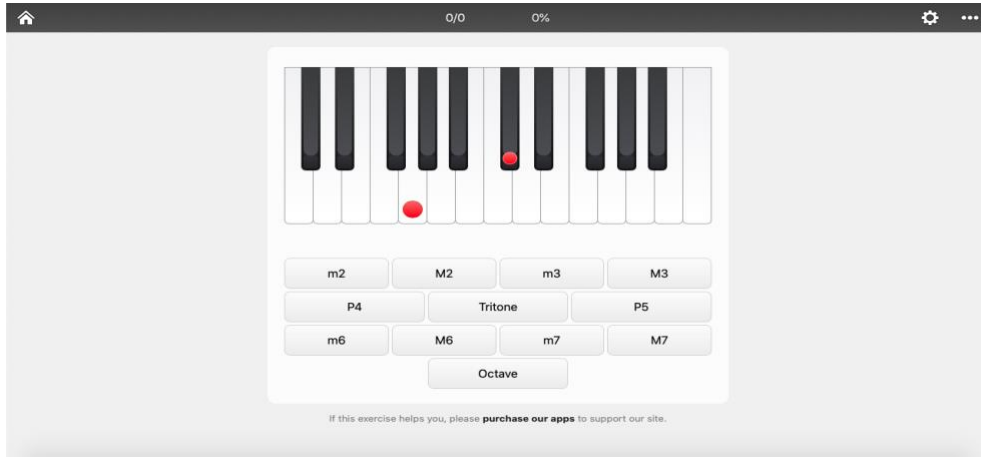 0/0 0%
m2 M2 m3 M3
P4 Tritone P5
m6 M6 m7 M7
Octave
If this exercise helps you, please purchase our apps to support our site.